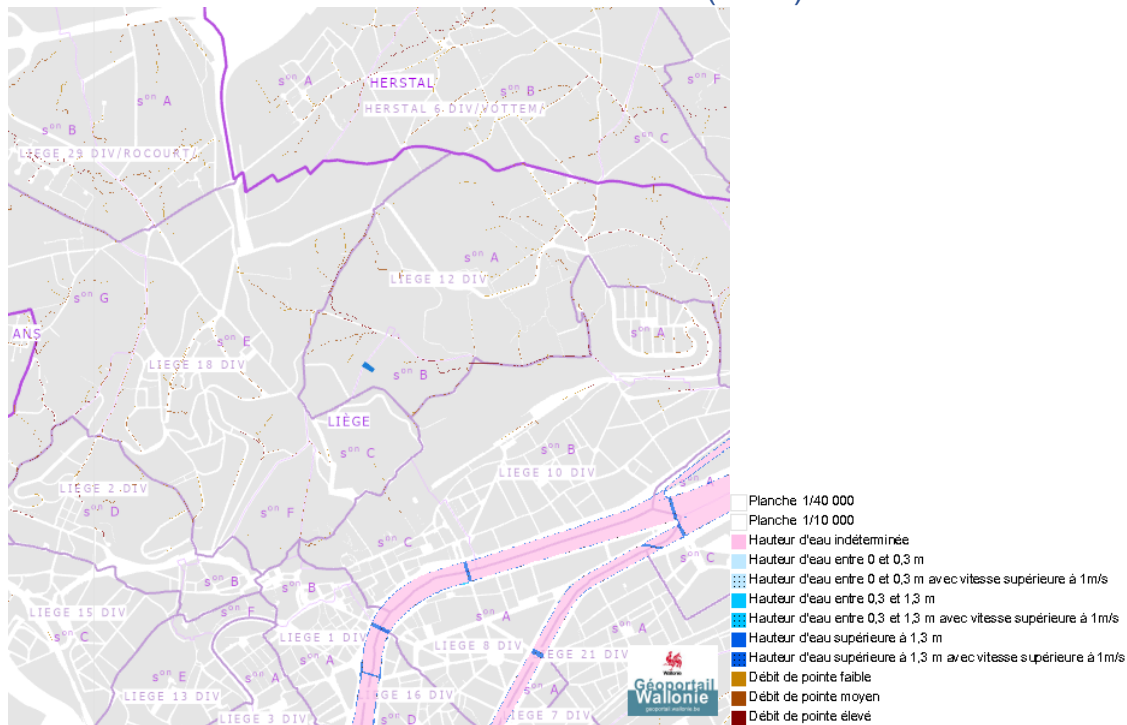 HERSTAL
sᵒⁿ A
sᵒⁿ B
sᵒⁿ F
sᵒⁿ A
HERSTAL 6 DIV/VOTTEM/
sᵒⁿ B
sᵒⁿ C
LIEGE 29 DIV/ROCOURT/
sᵒⁿ A
LIEGE 12 DIV
sᵒⁿ G
ANS
sᵒⁿ E
sᵒⁿ A
LIEGE 18 DIV
sᵒⁿ B
LIÈGE
sᵒⁿ C
sᵒⁿ B
LIEGE 10 DIV
LIEGE 2 DIV
sᵒⁿ A
sᵒⁿ D
sᵒⁿ F
sᵒⁿ C
sᵒⁿ B
sᵒⁿ F
LIEGE 15 DIV
sᵒⁿ C
LIEGE 1 DIV
LIEGE 8 DIV
EGE 21 DIV
sᵒⁿ A
sᵒⁿ E
sᵒⁿ A
LIEGE 13 DIV
LIEGE 16 DIV
sᵒⁿ A
LIEGE 3 DIV
sᵒⁿ D
LIEGE 7 DIV
Wallonie
Géoportail
Wallonie
geoportail.wallonie.be
Planche 1/40 000
Planche 1/10 000
Hauteur d'eau indéterminée
Hauteur d'eau entre 0 et 0,3 m
Hauteur d'eau entre 0 et 0,3 m avec vitesse supérieure à 1m/s
Hauteur d'eau entre 0,3 et 1,3 m
Hauteur d'eau entre 0,3 et 1,3 m avec vitesse supérieure à 1m/s
Hauteur d'eau supérieure à 1,3 m
Hauteur d'eau supérieure à 1,3 m avec vitesse supérieure à 1m/s
Débit de pointe faible
Débit de pointe moyen
Débit de pointe élevé